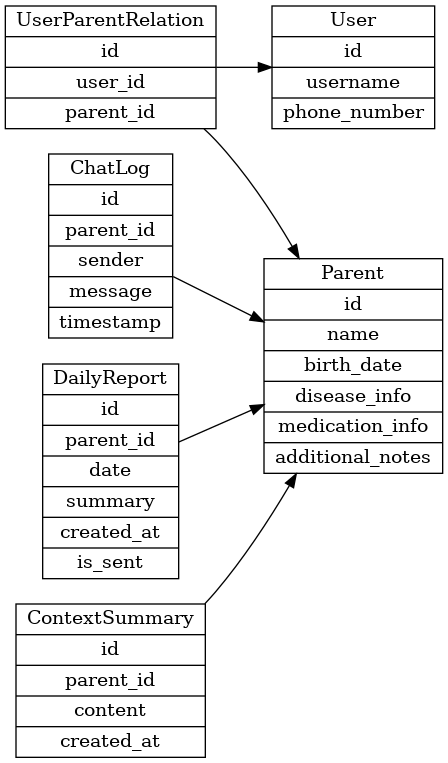 UserParentRelation
id
user_id
parent_id
User
id
username
phone_number
ChatLog
id
parent_id
sender
message
timestamp
Parent
id
name
birth_date
disease_info
medication_info
additional_notes
DailyReport
id
parent_id
date
summary
created_at
is_sent
ContextSummary
id
parent_id
content
created_at